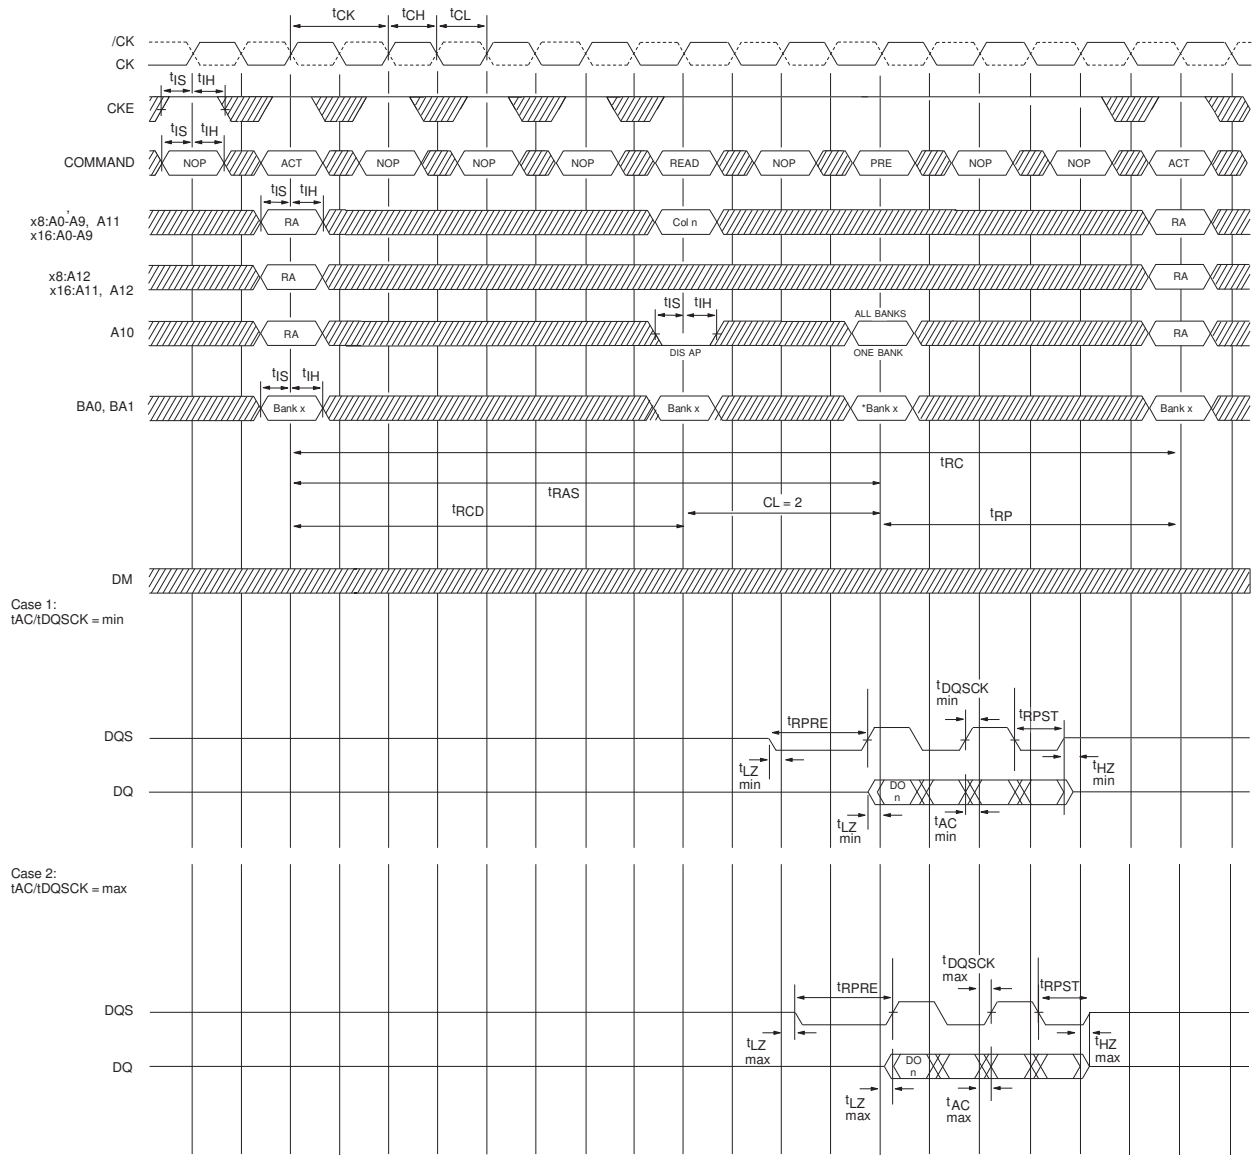 tCK tCH tCL
/CK
CK
tIS tIH
CKE
tIS tIH
COMMAND NOP ACT NOP NOP NOP READ NOP PRE NOP NOP ACT
tIS tIH
,
x8:A0-A9, A11 RA Col n RA
x16:A0-A9
x8:A12 RA RA
x16:A11, A12
tIS tIH ALL BANKS
A10 RA RA
DIS AP ONE BANK
tIS tIH
BA0, BA1 Bank x Bank x *Bank x Bank x
tRC
tRAS
CL = 2
tRCD tRP
DM
Case 1:
tAC/tDQSCK = min
tDQSCK
min
tRPRE tRPST
DQS
tLZ
min
tHZ
min
DQ DO
n
tLZ
min
tAC
min
Case 2:
tAC/tDQSCK = max
tDQSCK
max
tRPRE tRPST
DQS
tLZ
max
tHZ
max
DQ DO
n
tLZ
max
tAC
max